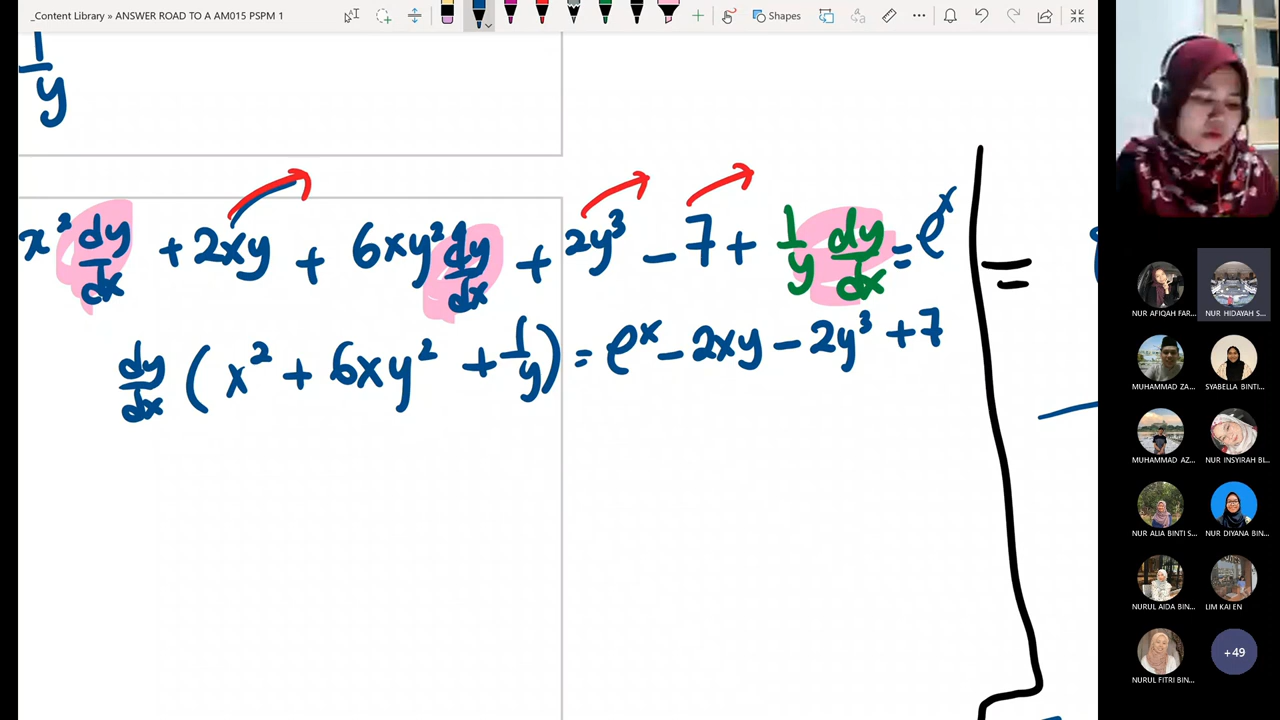 _Content Library » ANSWER ROAD TO A AM015 PSPM 1
Shapes
1/y
x² dy/dx + 2xy + 6xy² dy/dx + 2y³ - 7 + 1/y dy/dx = e^x
dy/dx ( x² + 6xy² + 1/y ) = e^x - 2xy - 2y³ + 7
=
NUR AFIQAH FAR...
NUR HIDAYAH S...
MUHAMMAD ZA...
SYABELLA BINTI...
MUHAMMAD AZ...
NUR INSYIRAH BI...
NUR ALIA BINTI S...
NUR DIYANA BIN...
NURUL AIDA BIN...
LIM KAI EN
NURUL FITRI BIN...
+49